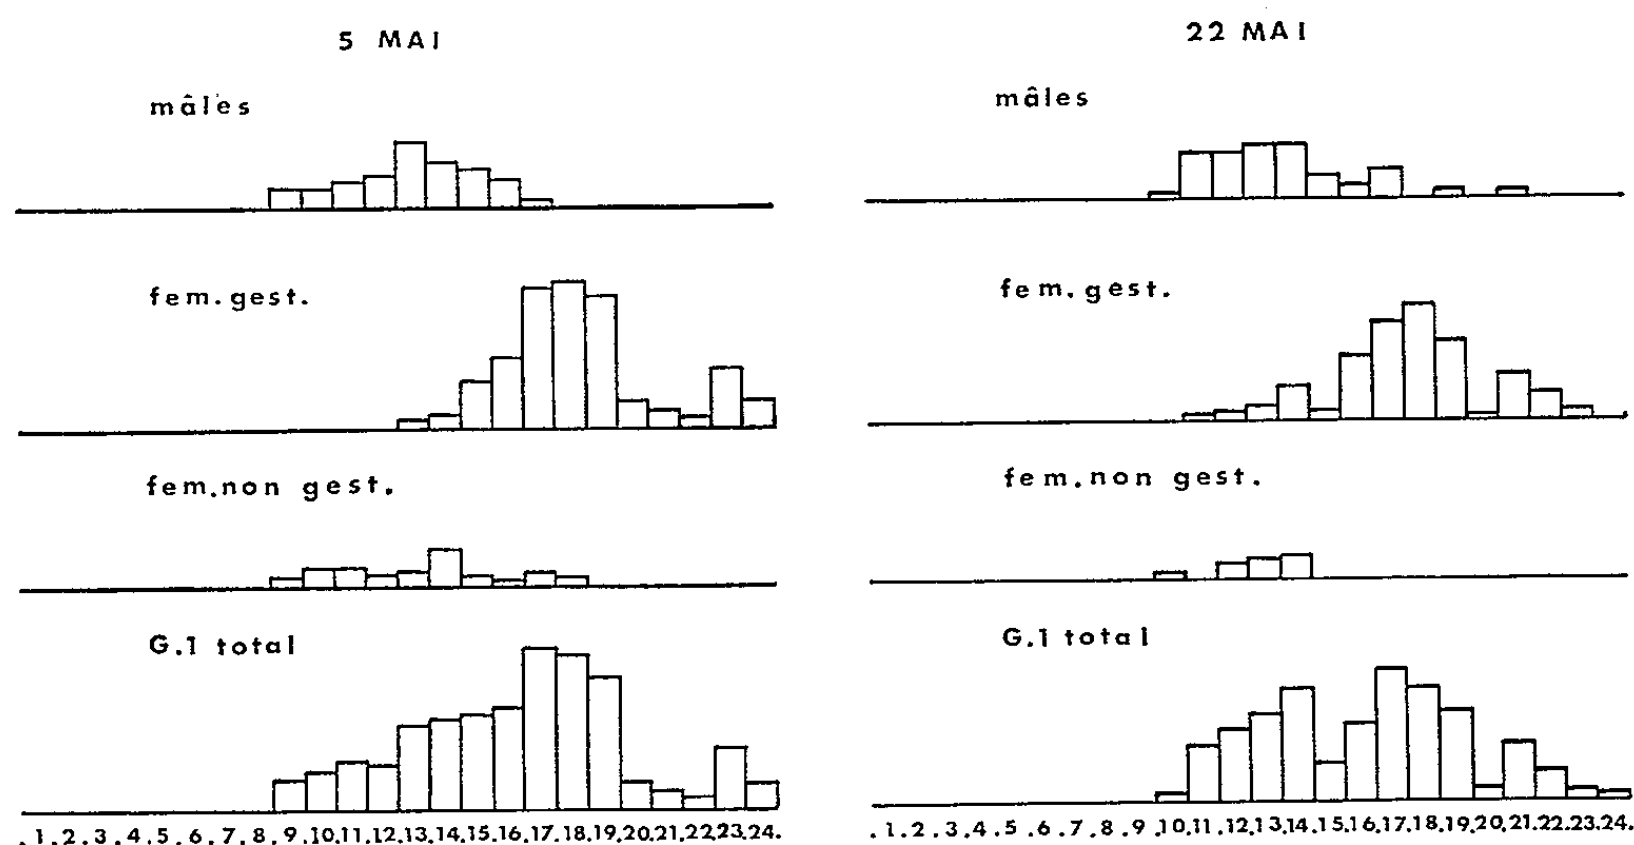 5 MAI
mâles
fem.gest.
fem.non gest.
G.1 total
.1.2.3.4.5.6.7.8.9.10.11.12.13.14.15.16.17.18.19.20.21.22.23.24.
22 MAI
mâles
fem.gest.
fem.non gest.
G.1 total
.1.2.3.4.5.6.7.8.9.10.11.12.13.14.15.16.17.18.19.20.21.22.23.24.